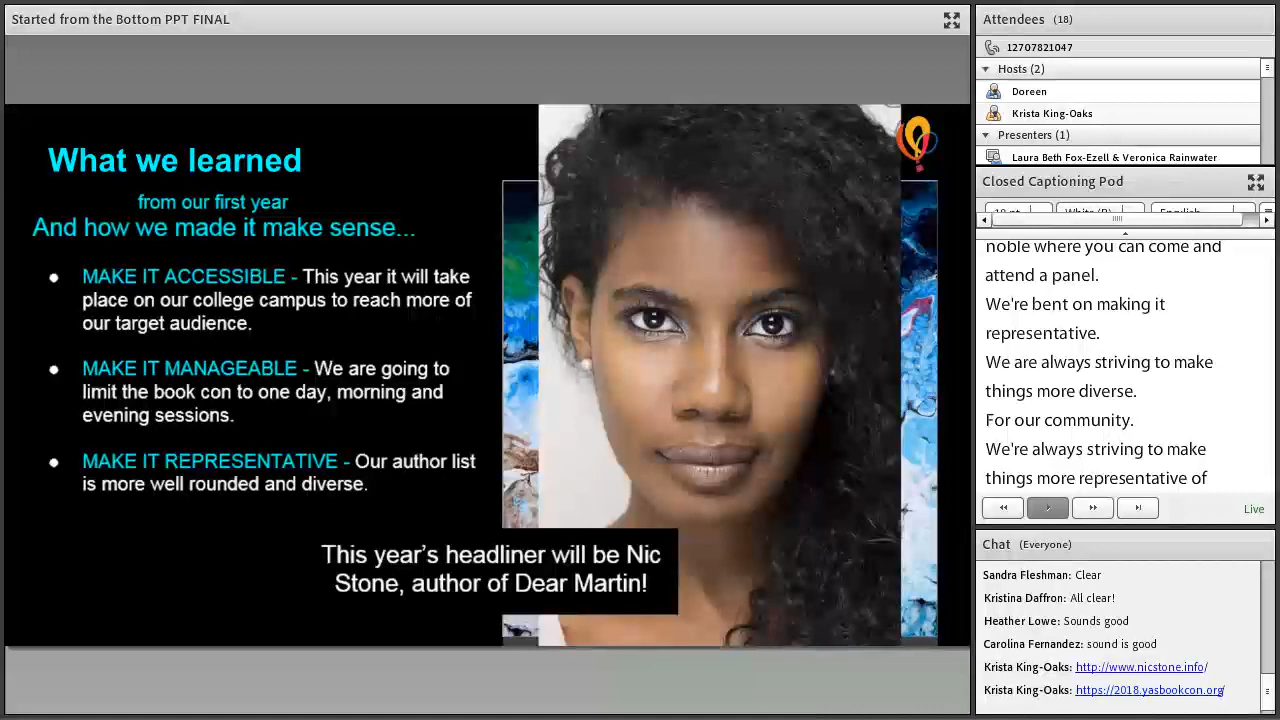 Started from the Bottom PPT FINAL
What we learned
from our first year
And how we made it make sense...
● MAKE IT ACCESSIBLE - This year it will take
place on our college campus to reach more of
our target audience.
● MAKE IT MANAGEABLE - We are going to
limit the book con to one day, morning and
evening sessions.
● MAKE IT REPRESENTATIVE - Our author list
is more well rounded and diverse.
This year's headliner will be Nic
Stone, author of Dear Martin!
Attendees (18)
12707821047
Hosts (2)
Doreen
Krista King-Oaks
Presenters (1)
Laura Beth Fox-Ezell & Veronica Rainwater
Closed Captioning Pod
noble where you can come and
attend a panel.
We're bent on making it
representative.
We are always striving to make
things more diverse.
For our community.
We're always striving to make
things more representative of
Live
Chat (Everyone)
Sandra Fleshman: Clear
Kristina Daffron: All clear!
Heather Lowe: Sounds good
Carolina Fernandez: sound is good
Krista King-Oaks: http://www.nicstone.info/
Krista King-Oaks: https://2018.yasbookcon.org/